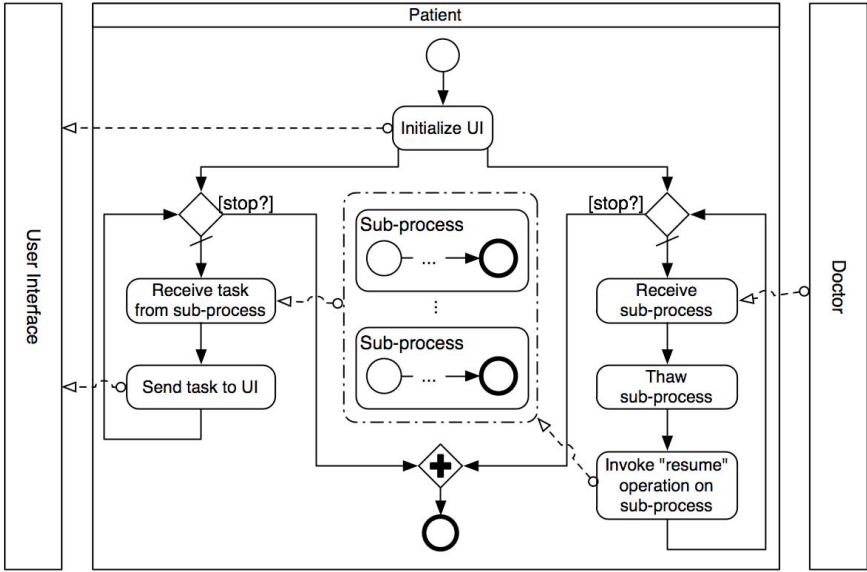 Patient
Initialize UI
[stop?]
[stop?]
Sub-process
...
Receive task
from sub-process
Receive
sub-process
...
Sub-process
...
Send task to UI
Thaw
sub-process
Invoke "resume"
operation on
sub-process
User Interface
Doctor